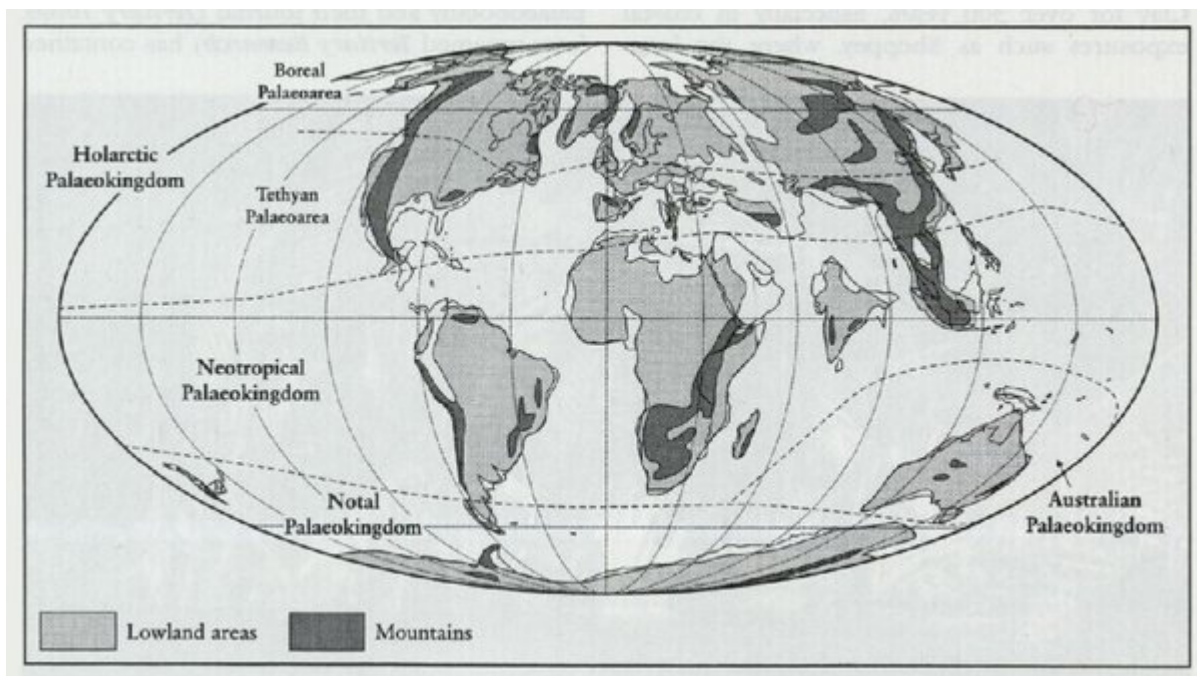 Boreal
Palaeoarea
Holarctic
Palaeokingdom
Tethyan
Palaeoarea
Neotropical
Palaeokingdom
Notal
Palaeokingdom
Australian
Palaeokingdom
Lowland areas
Mountains